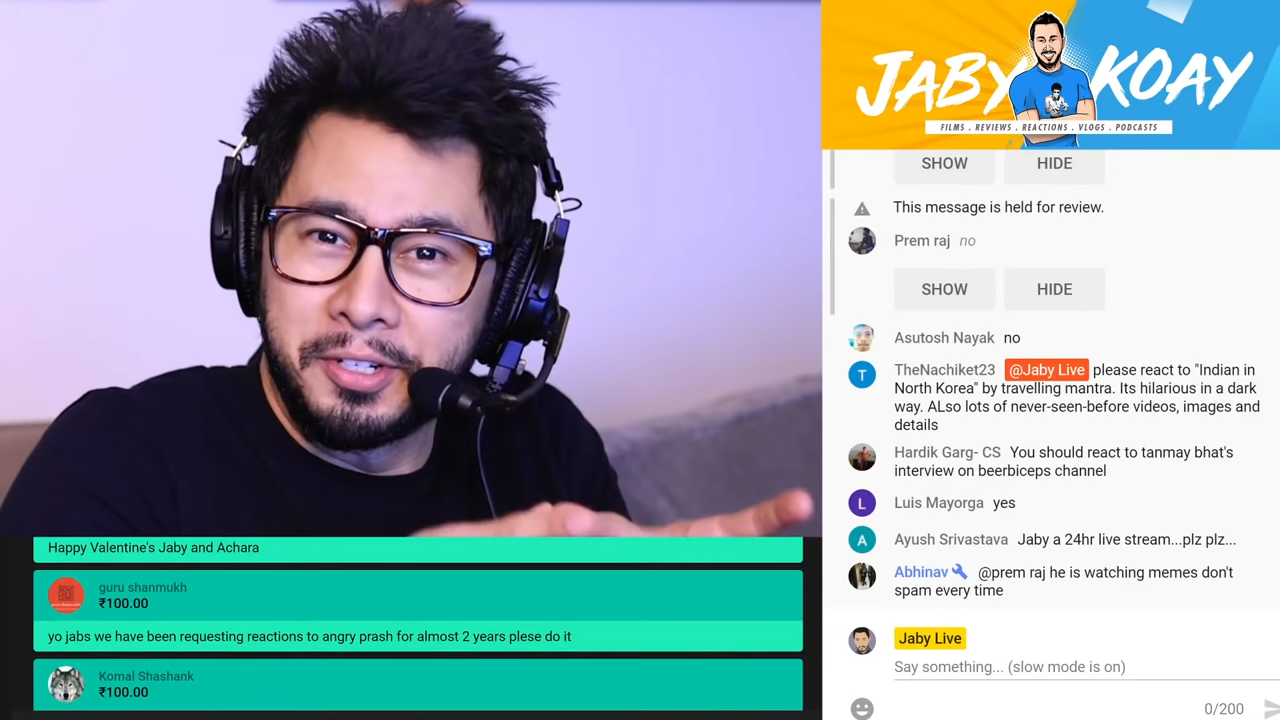 JABY KOAY
FILMS . REVIEWS . REACTIONS . VLOGS . PODCASTS
SHOW HIDE
This message is held for review.
Prem raj no
SHOW HIDE
Asutosh Nayak no
T TheNachiket23 @Jaby Live please react to "Indian in
North Korea" by travelling mantra. Its hilarious in a dark
way. ALso lots of never-seen-before videos, images and
details
Hardik Garg- CS You should react to tanmay bhat's
interview on beerbiceps channel
L Luis Mayorga yes
A Ayush Srivastava Jaby a 24hr live stream...plz plz...
Abhinav @prem raj he is watching memes don't
spam every time
Jaby Live
Say something... (slow mode is on)
0/200
Happy Valentine's Jaby and Achara
guru shanmukh
₹100.00
yo jabs we have been requesting reactions to angry prash for almost 2 years plese do it
Komal Shashank
₹100.00